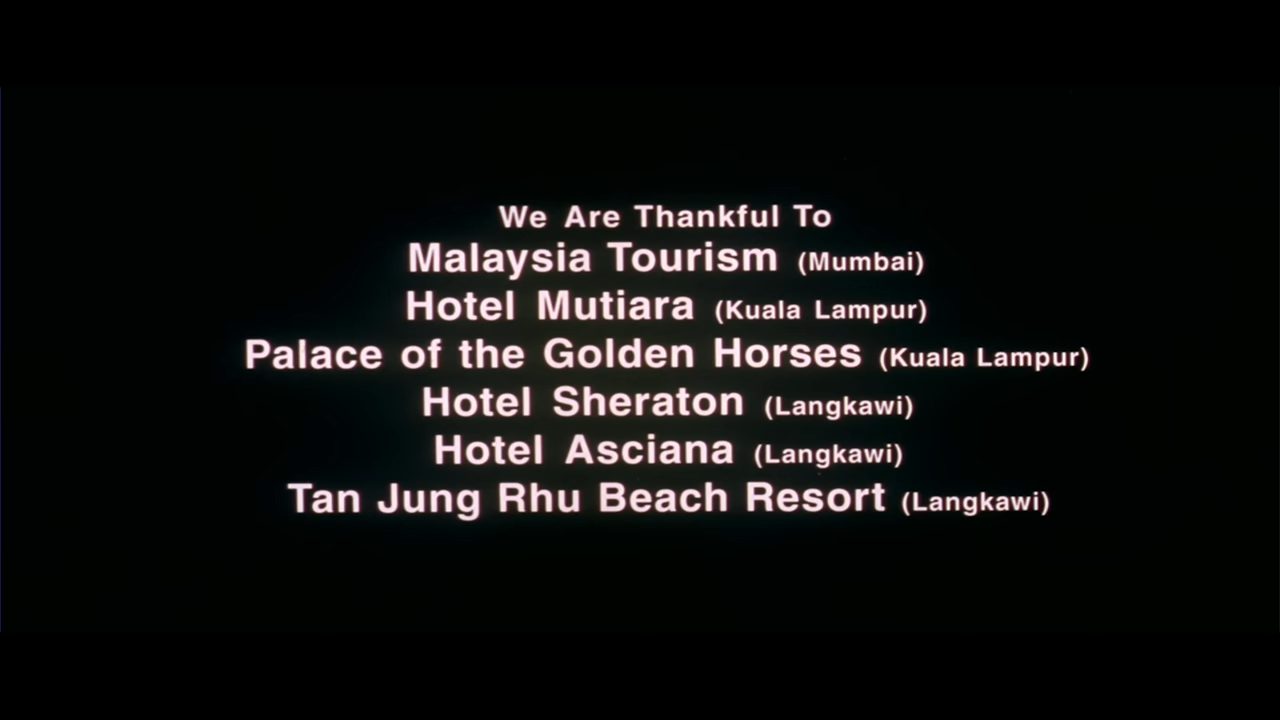 We Are Thankful To
Malaysia Tourism (Mumbai)
Hotel Mutiara (Kuala Lampur)
Palace of the Golden Horses (Kuala Lampur)
Hotel Sheraton (Langkawi)
Hotel Asciana (Langkawi)
Tan Jung Rhu Beach Resort (Langkawi)